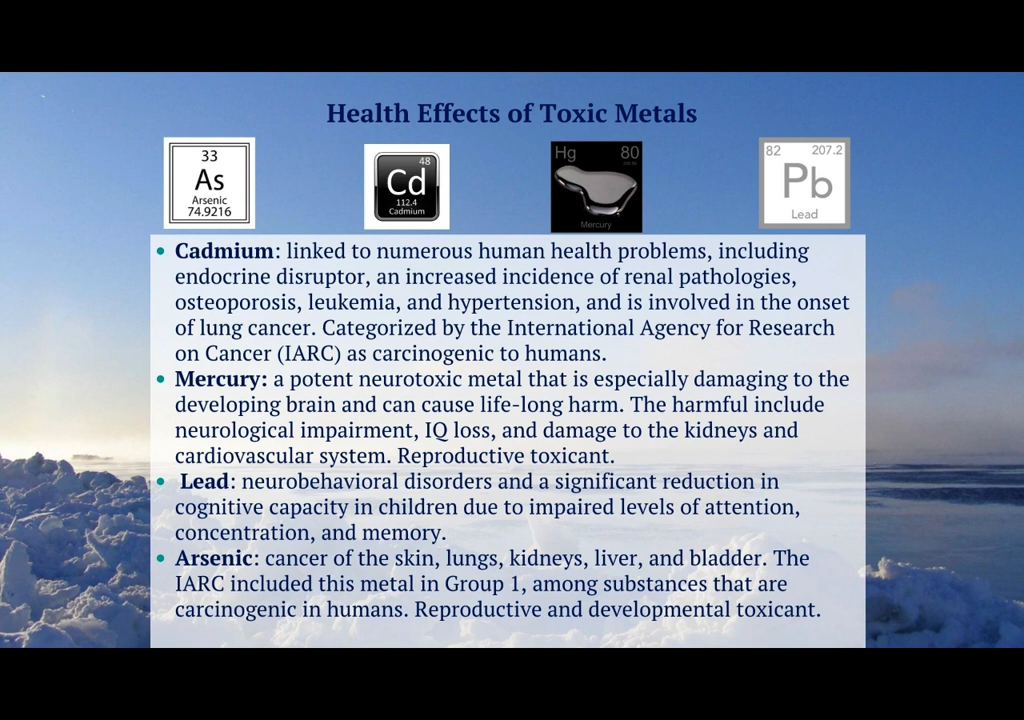 Health Effects of Toxic Metals
33
As
Arsenic
74.9216
48
Cd
112.4
Cadmium
Hg 80
Mercury
82 207.2
Pb
Lead
• Cadmium: linked to numerous human health problems, including
endocrine disruptor, an increased incidence of renal pathologies,
osteoporosis, leukemia, and hypertension, and is involved in the onset
of lung cancer. Categorized by the International Agency for Research
on Cancer (IARC) as carcinogenic to humans.
• Mercury: a potent neurotoxic metal that is especially damaging to the
developing brain and can cause life-long harm. The harmful include
neurological impairment, IQ loss, and damage to the kidneys and
cardiovascular system. Reproductive toxicant.
• Lead: neurobehavioral disorders and a significant reduction in
cognitive capacity in children due to impaired levels of attention,
concentration, and memory.
• Arsenic: cancer of the skin, lungs, kidneys, liver, and bladder. The
IARC included this metal in Group 1, among substances that are
carcinogenic in humans. Reproductive and developmental toxicant.